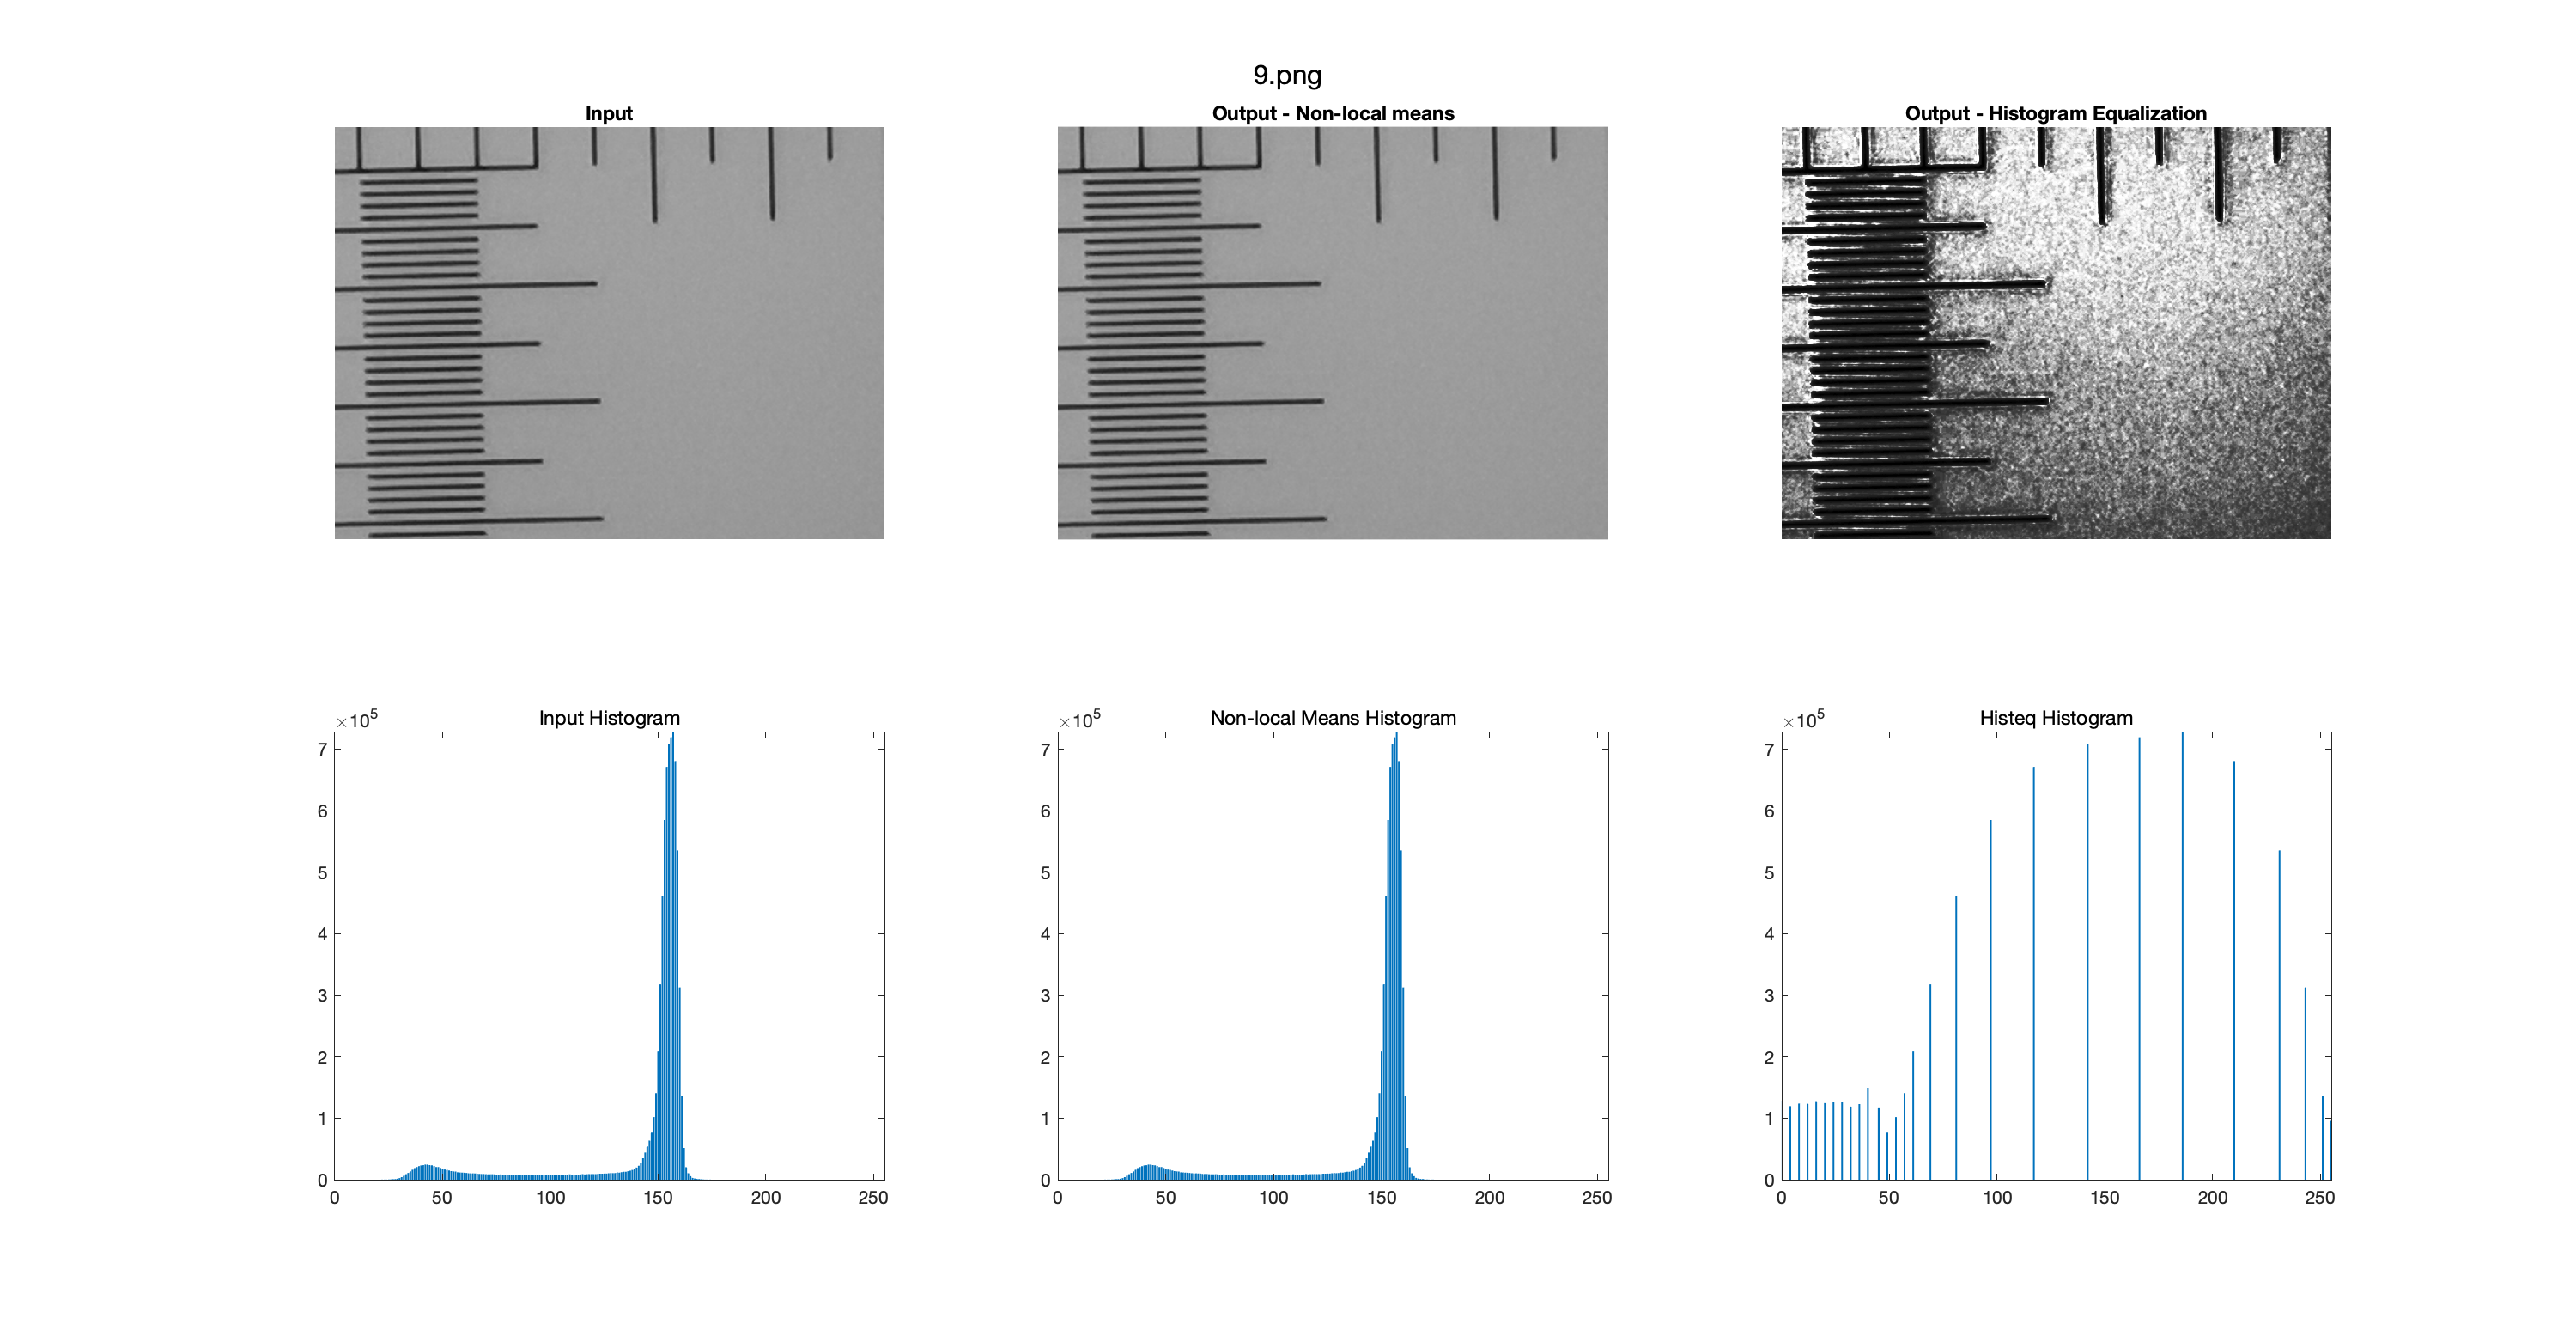 9.png
Input
Output - Non-local means
Output - Histogram Equalization
×10^5
Input Histogram
7
6
5
4
3
2
1
0
0 50 100 150 200 250
×10^5
Non-local Means Histogram
7
6
5
4
3
2
1
0
0 50 100 150 200 250
×10^5
Histeq Histogram
7
6
5
4
3
2
1
0
0 50 100 150 200 250